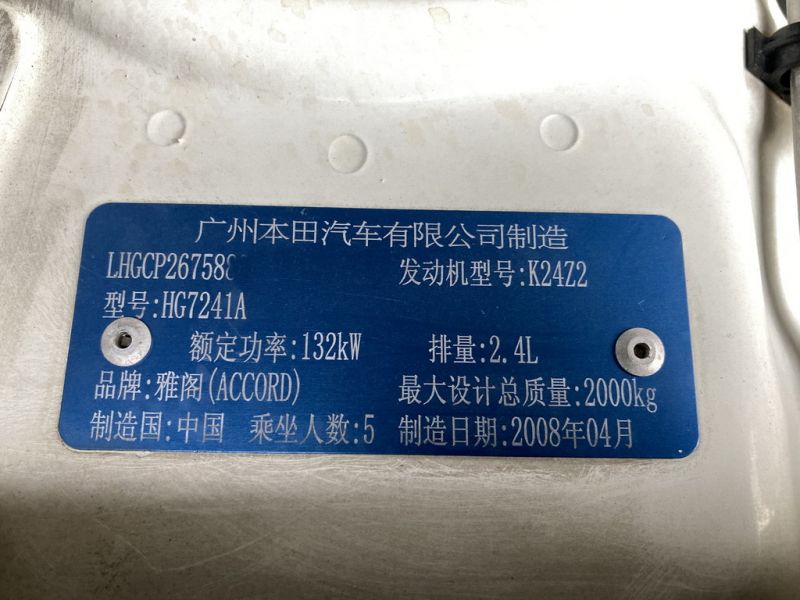 广州本田汽车有限公司制造
LHGCP267588 发动机型号:K24Z2
型号:HG7241A
额定功率:132kW 排量:2.4L
品牌:雅阁(ACCORD) 最大设计总质量:2000kg
制造国:中国 乘坐人数:5 制造日期:2008年04月